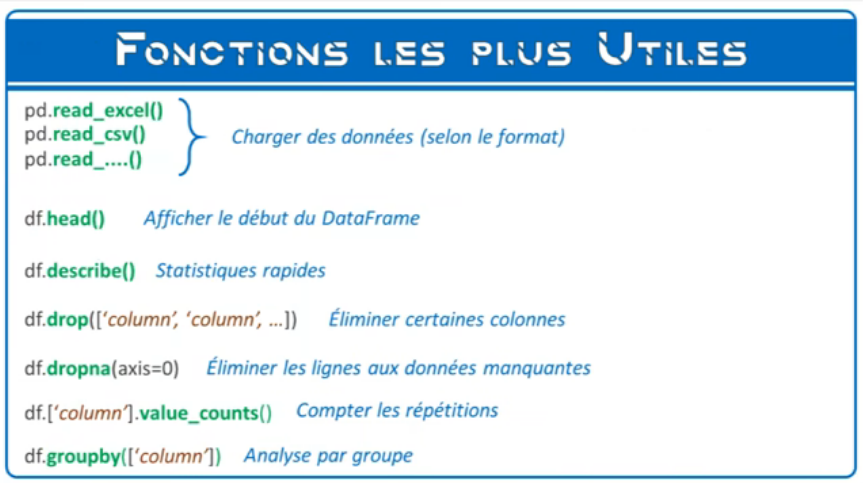 Fonctions les plus Utiles
pd.read_excel()
pd.read_csv()
pd.read_....()
Charger des données (selon le format)
df.head() Afficher le début du DataFrame
df.describe() Statistiques rapides
df.drop([‘column’, ‘column’, …]) Éliminer certaines colonnes
df.dropna(axis=0) Éliminer les lignes aux données manquantes
df.[‘column’].value_counts() Compter les répétitions
df.groupby([‘column’]) Analyse par groupe